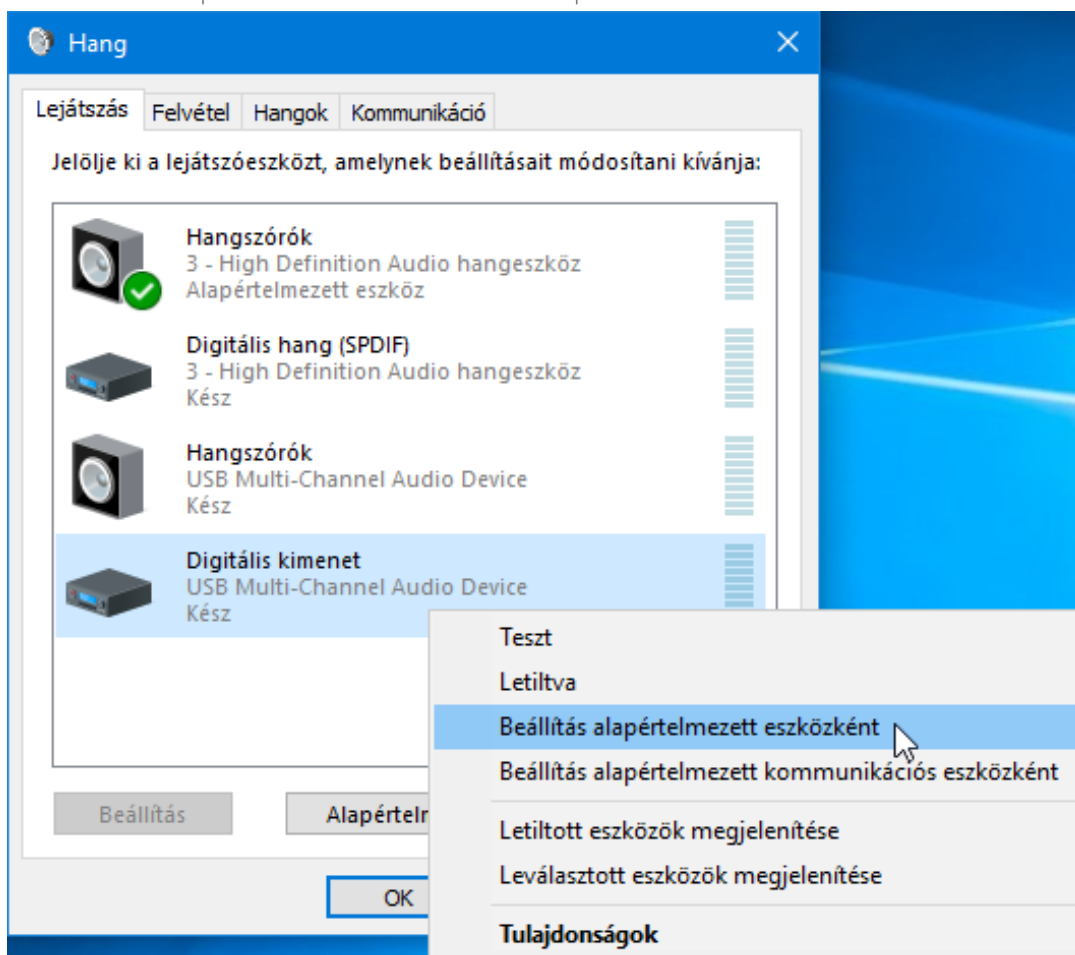 Hang
Lejátszás Felvétel Hangok Kommunikáció
Jelölje ki a lejátszóeszközt, amelynek beállításait módosítani kívánja:
Hangszórók
3 - High Definition Audio hangeszköz
Alapértelmezett eszköz
Digitális hang (SPDIF)
3 - High Definition Audio hangeszköz
Kész
Hangszórók
USB Multi-Channel Audio Device
Kész
Digitális kimenet
USB Multi-Channel Audio Device
Kész
Teszt
Letiltva
Beállítás alapértelmezett eszközként
Beállítás alapértelmezett kommunikációs eszközként
Letiltott eszközök megjelenítése
Leválasztott eszközök megjelenítése
Tulajdonságok
Beállítás
OK